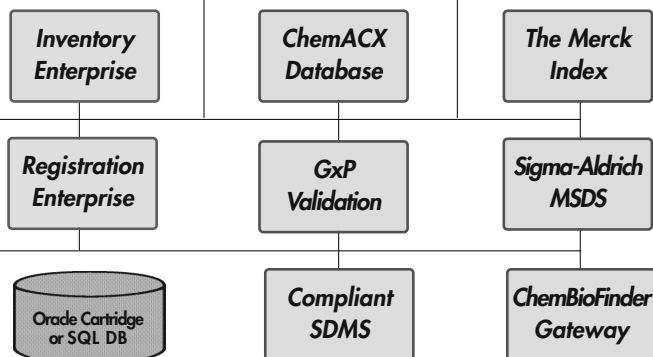 Inventory
Enterprise
ChemACX
Database
The Merck
Index
Registration
Enterprise
GxP
Validation
Sigma-Aldrich
MSDS
Oracle Cartridge
or SQL DB
Compliant
SDMS
ChemBioFinder
Gateway